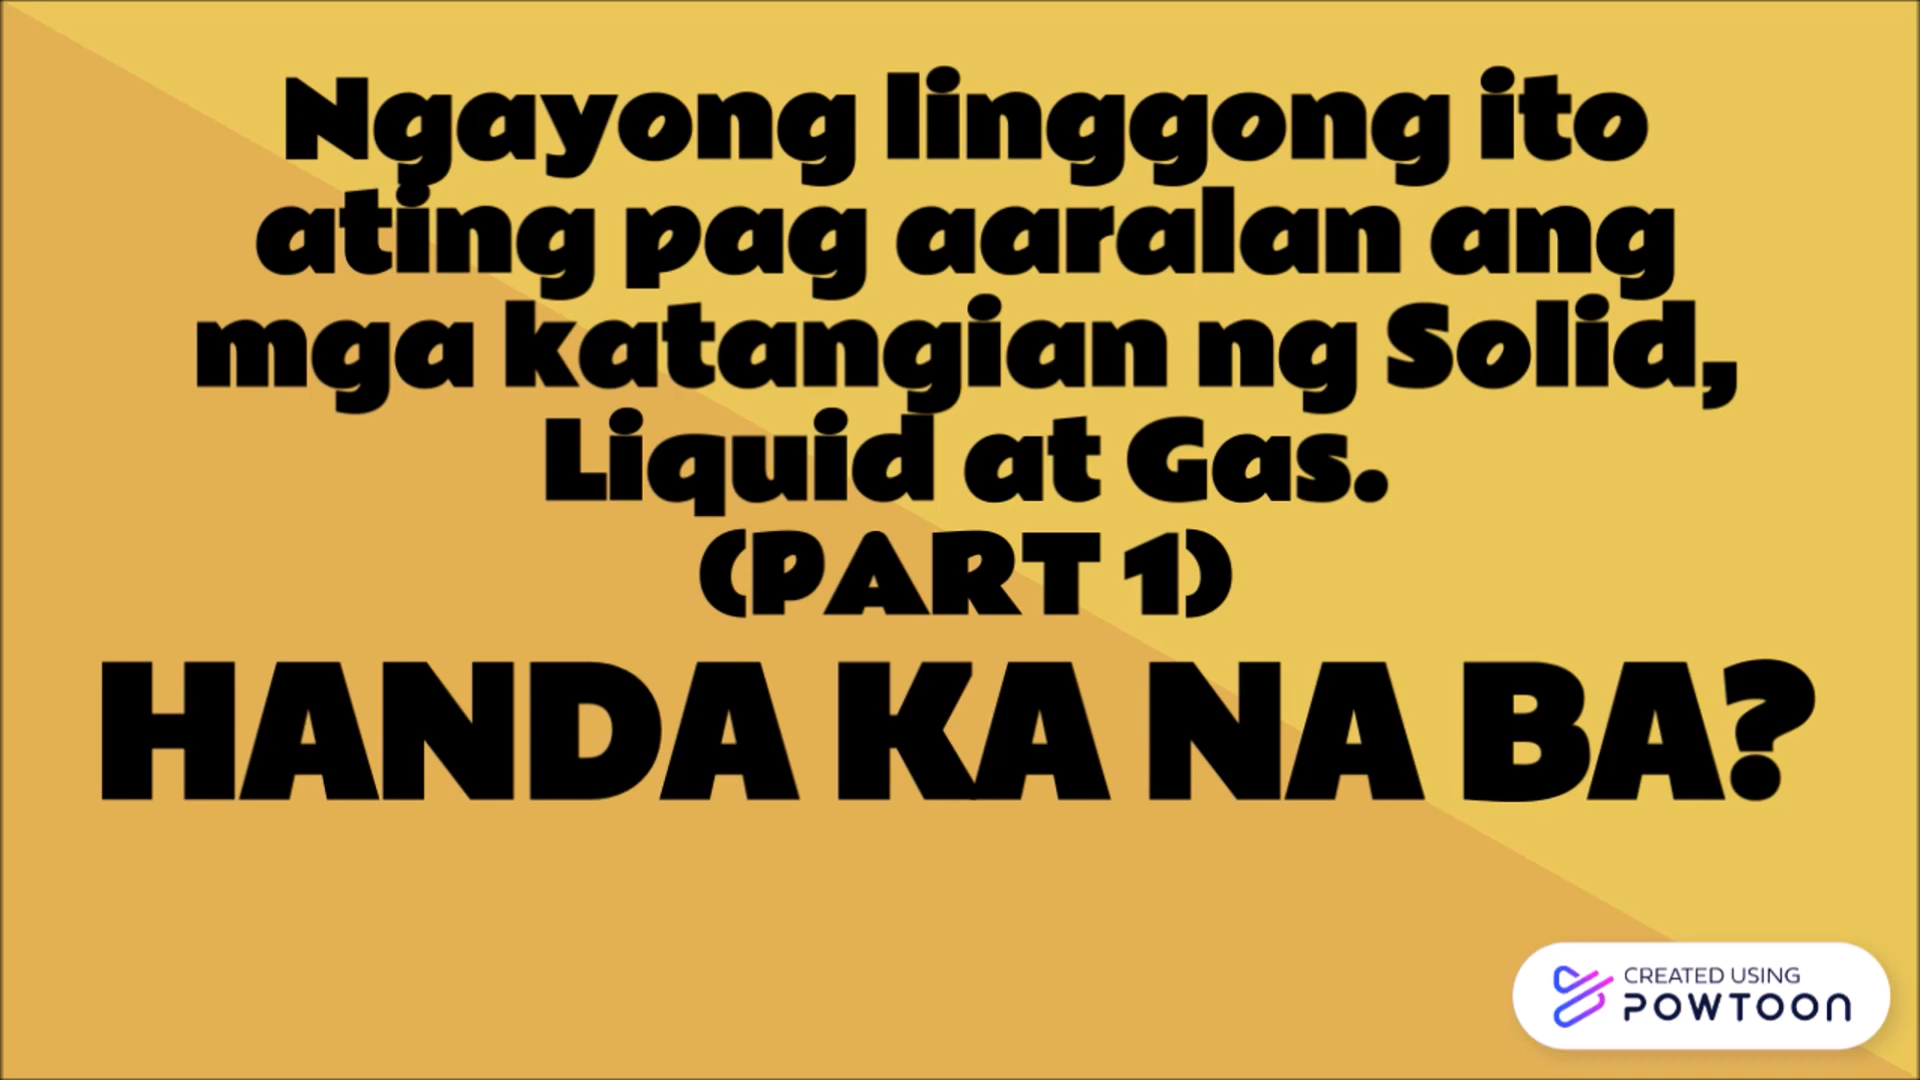 Ngayong linggong ito
ating pag aaralan ang
mga katangian ng Solid,
Liquid at Gas.
(PART 1)
HANDA KA NA BA?
CREATED USING
POWTOON